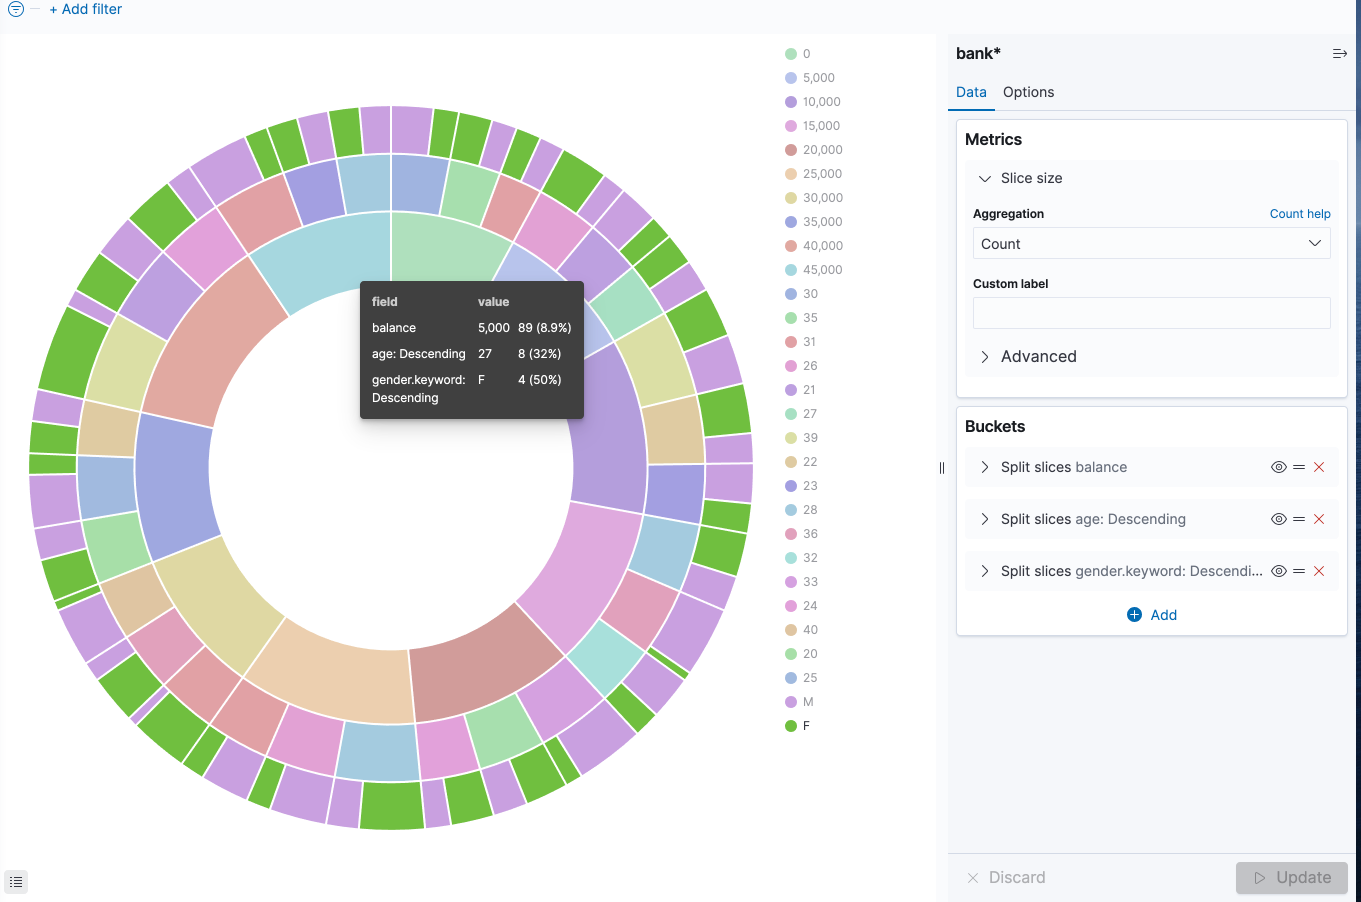 + Add filter
0
5,000
10,000
15,000
20,000
25,000
30,000
35,000
40,000
45,000
30
35
31
26
21
27
39
22
23
28
36
32
33
24
40
20
25
M
F
field value
balance 5,000 89 (8.9%)
age: Descending 27 8 (32%)
gender.keyword: F 4 (50%)
Descending
bank*
Data Options
Metrics
Slice size
Aggregation Count help
Count
Custom label
Advanced
Buckets
Split slices balance
Split slices age: Descending
Split slices gender.keyword: Descendi...
Add
Discard Update